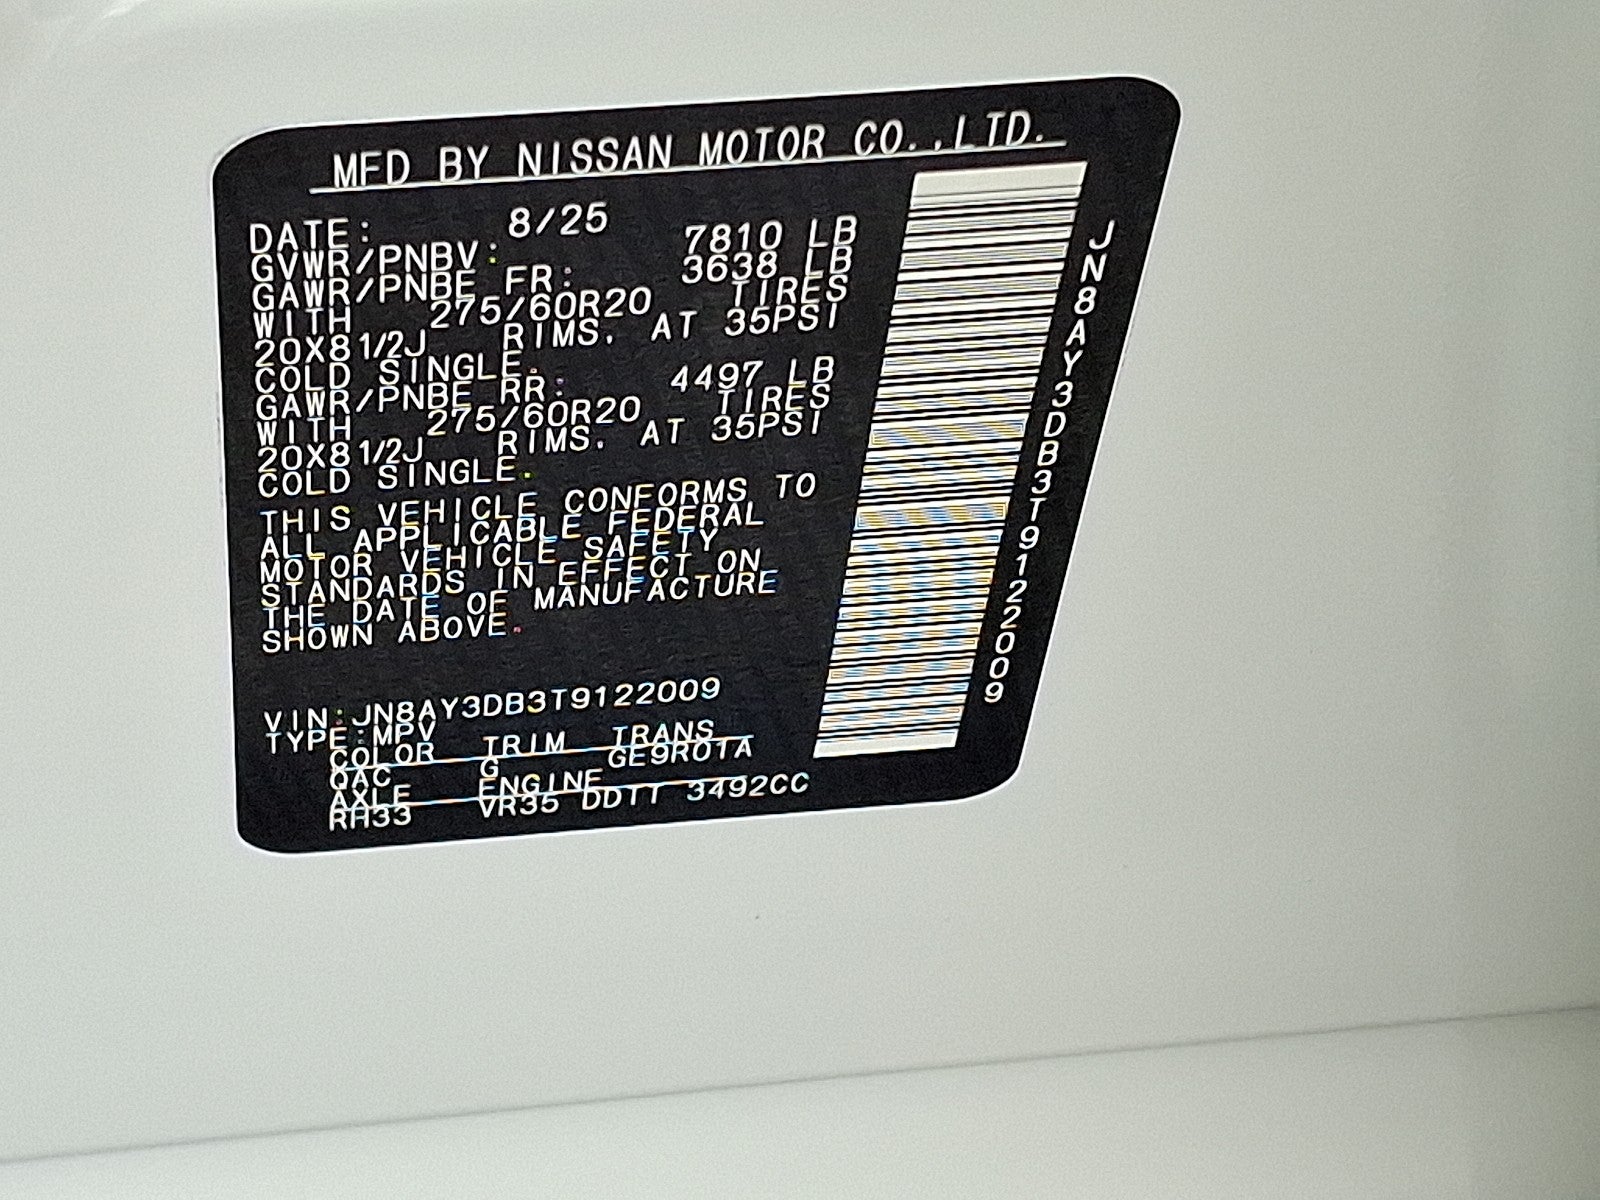 MFD BY NISSAN MOTOR CO.,LTD.
DATE: 8/25
GVWR/PNBV: 7810 LB
GAWR/PNBE FR: 3638 LB
WITH 275/60R20 TIRES
20X8 1/2J RIMS. AT 35PSI
COLD SINGLE.
GAWR/PNBE RR: 4497 LB
WITH 275/60R20 TIRES
20X8 1/2J RIMS. AT 35PSI
COLD SINGLE.
THIS VEHICLE CONFORMS TO
ALL APPLICABLE FEDERAL
MOTOR VEHICLE SAFETY
STANDARDS IN EFFECT ON
THE DATE OF MANUFACTURE
SHOWN ABOVE.
VIN:JN8AY3DB3T9122009
TYPE:MPV
COLOR TRIM TRANS
QAC G GE9R01A
AXLE ENGINE
RH33 VR35 DDTT 3492CC
JN8AY3DB3T9122009